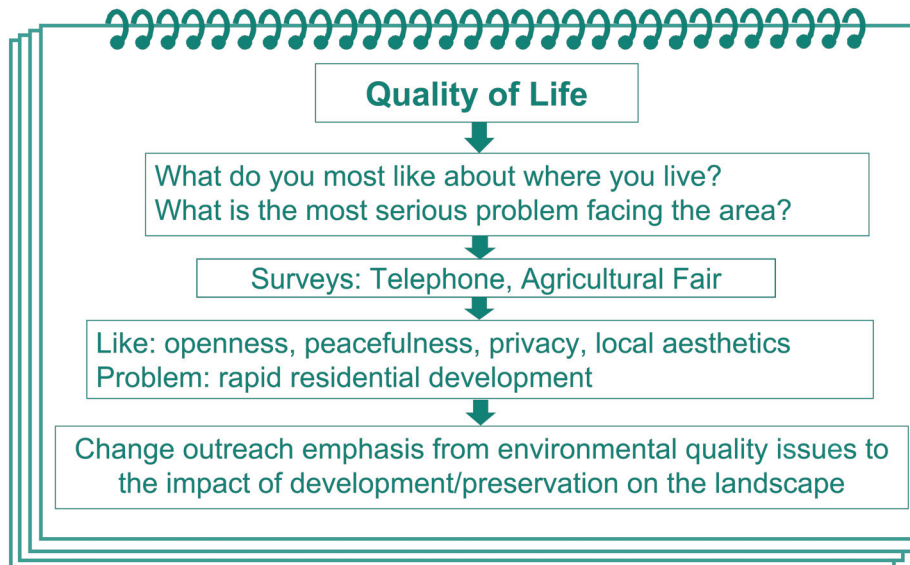 Quality of Life
What do you most like about where you live?
What is the most serious problem facing the area?
Surveys: Telephone, Agricultural Fair
Like: openness, peacefulness, privacy, local aesthetics
Problem: rapid residential development
Change outreach emphasis from environmental quality issues to
the impact of development/preservation on the landscape